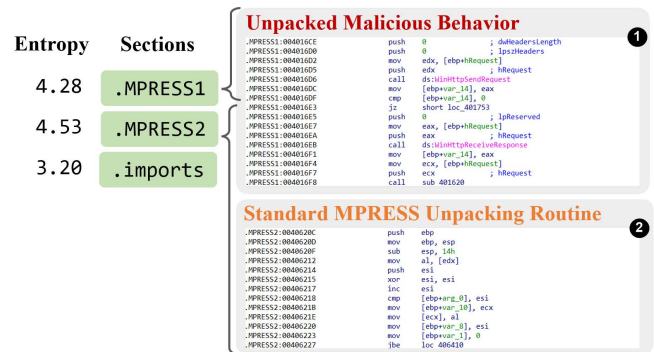 Entropy Sections
4.28 .MPRESS1
4.53 .MPRESS2
3.20 .imports
Unpacked Malicious Behavior
1
.MPRESS1:004016CE push 0 ; dwHeadersLength
.MPRESS1:004016D0 push 0 ; lpszHeaders
.MPRESS1:004016D2 mov edx, [ebp+hRequest]
.MPRESS1:004016D5 push edx ; hRequest
.MPRESS1:004016D6 call ds:WinHttpSendRequest
.MPRESS1:004016DC mov [ebp+var_14], eax
.MPRESS1:004016DF cmp [ebp+var_14], 0
.MPRESS1:004016E3 jz short loc_401753
.MPRESS1:004016E5 push 0 ; lpReserved
.MPRESS1:004016E7 mov eax, [ebp+hRequest]
.MPRESS1:004016EA push eax ; hRequest
.MPRESS1:004016EB call ds:WinHttpReceiveResponse
.MPRESS1:004016F1 mov [ebp+var_14], eax
.MPRESS1:004016F4 mov ecx, [ebp+hRequest]
.MPRESS1:004016F7 push ecx ; hRequest
.MPRESS1:004016F8 call sub_401620
Standard MPRESS Unpacking Routine
2
.MPRESS2:0040620C push ebp
.MPRESS2:0040620D mov ebp, esp
.MPRESS2:0040620F sub esp, 14h
.MPRESS2:00406212 mov al, [edx]
.MPRESS2:00406214 push esi
.MPRESS2:00406215 xor esi, esi
.MPRESS2:00406217 inc esi
.MPRESS2:00406218 cmp [ebp+arg_0], esi
.MPRESS2:0040621B mov [ebp+var_10], ecx
.MPRESS2:0040621E mov [ecx], al
.MPRESS2:00406220 mov [ebp+var_8], esi
.MPRESS2:00406223 mov [ebp+var_1], 0
.MPRESS2:00406227 jbe loc_406410